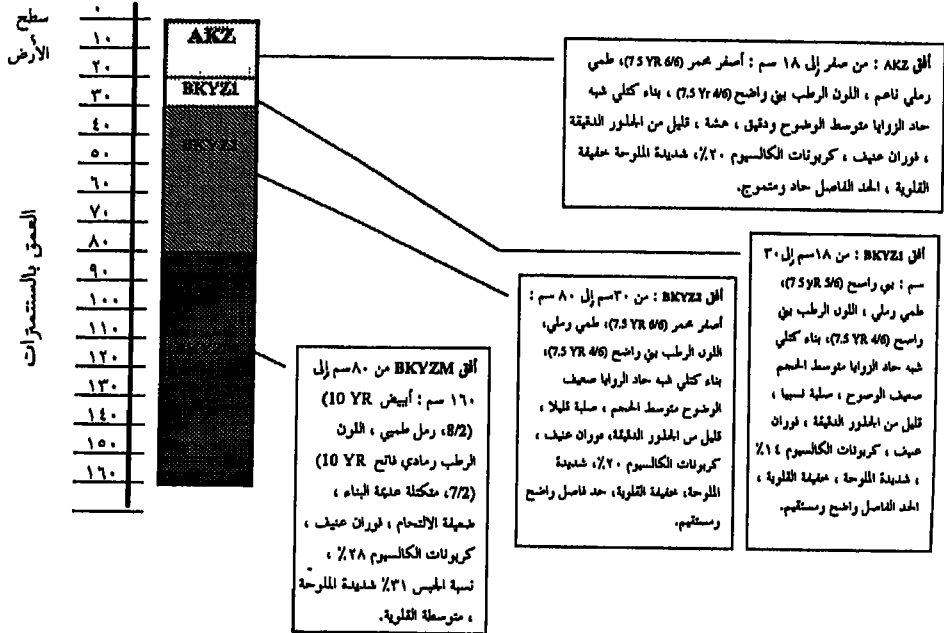 سطح
الأرض
العمق بالسنتمترات
٠
١٠
٢٠
٣٠
٤٠
٥٠
٦٠
٧٠
٨٠
٩٠
١٠٠
١١٠
١٢٠
١٣٠
١٤٠
١٥٠
١٦٠
AKZ
BKYZ1
BKYZ2
أفق AKZ : من صفر إلى ١٨ سم : أصفر محمر (7.5 YR 6/6)، طمي
رملي ناعم ، اللون الرطب بني واضح (7.5 Yr 4/6) ، بناء كتلي شبه
حاد الزوايا متوسط الوضوح ودقيق ، هشة ، قليل من الجذور الدقيقة
، فوران عنيف ، كربونات الكالسيوم ٢٠٪، شديدة الملوحة خفيفة
القلوية ، الحد الفاصل حاد ومتموج.
أفق BKYZ1 : من ١٨سم إلى ٣٠
سم : بني واضح (7.5 YR 5/6)،
طمي رملي ، اللون الرطب بني
واضح (7.5 YR 4/6)، بناء كتلي
شبه حاد الزوايا متوسط الحجم
ضعيف الوضوح ، صلبة نسبيا ،
قليل من الجذور الدقيقة ، فوران
عنيف ، كربونات الكالسيوم ١٤٪
، شديدة الملوحة ، خفيفة القلوية ،
الحد الفاصل واضح ومستقيم.
أفق BKYZ2 : من ٣٠سم إلى ٨٠ سم :
أصفر محمر (7.5 YR 6/6)، طمي رملي،
اللون الرطب بني واضح (7.5 YR 4/6)،
بناء كتلي شبه حاد الزوايا ضعيف
الوضوح متوسط الحجم ، صلبة قليلا ،
قليل من الجذور الدقيقة، فوران عنيف ،
كربونات الكالسيوم ٢٠٪، شديدة
الملوحة، خفيفة القلوية، حد فاصل واضح
ومستقيم.
أفق BKYZM من ٨٠سم إلى
١٦٠ سم : أبيض (10 YR
8/2)، رمل طميي ، اللون
الرطب رمادي فاتح (10 YR
7/2)، متكتلة عديمة البناء ،
ضعيفة الالتحام ، فوران عنيف ،
كربونات الكالسيوم ٢٨٪ ،
نسبة الجبس ٣١٪ شديدة الملوحة
، متوسطة القلوية.